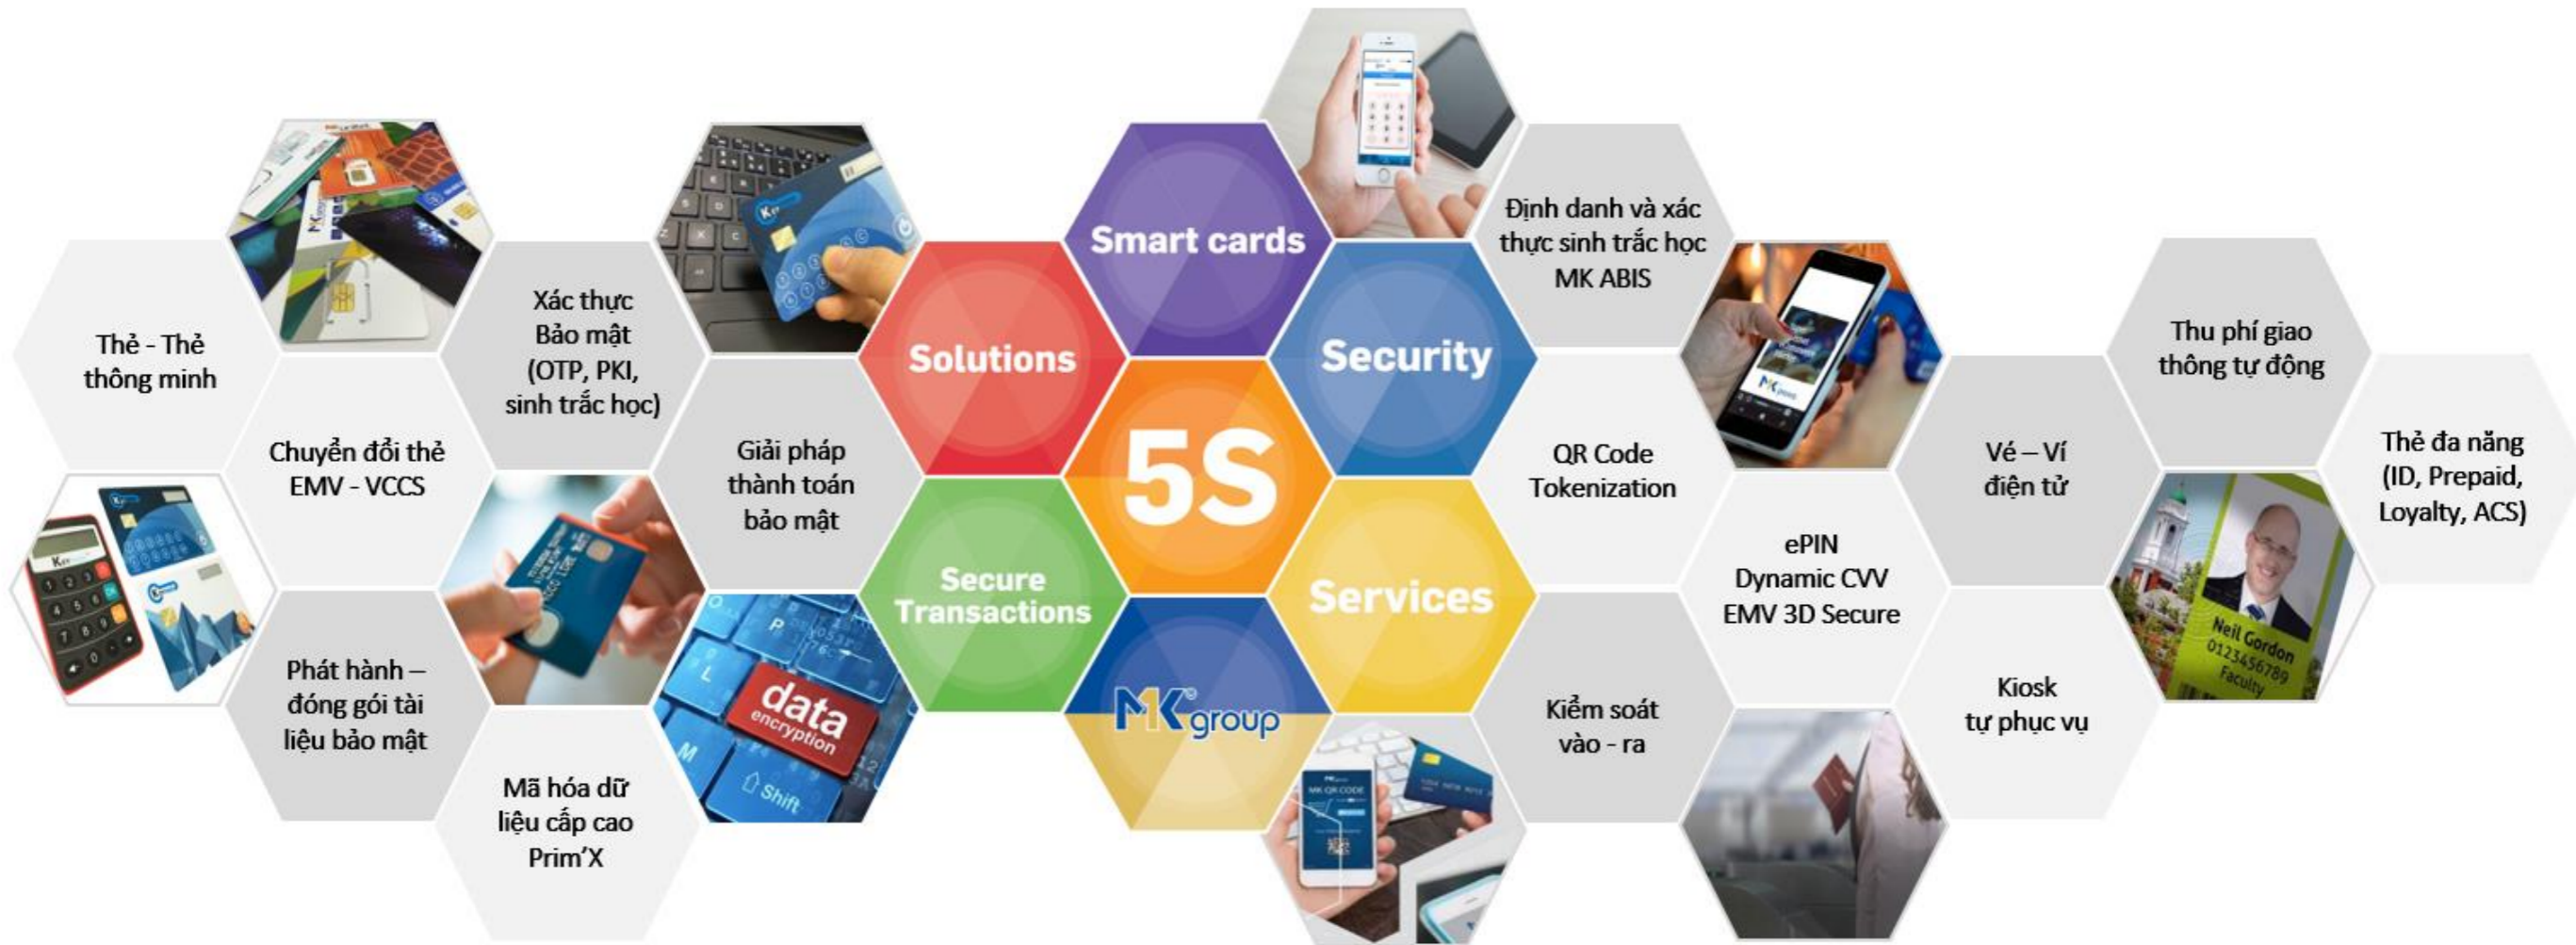 Thẻ - Thẻ
thông minh
Chuyển đổi thẻ
EMV - VCCS
Phát hành –
đóng gói tài
liệu bảo mật
Xác thực
Bảo mật
(OTP, PKI,
sinh trắc học)
Mã hóa dữ
liệu cấp cao
Prim'X
Giải pháp
thành toán
bảo mật
data
encryption
Shift
P
L
M
Solutions
Secure
Transactions
Smart cards
5S
MK group
Security
Services
MK QR CODE
Định danh và xác
thực sinh trắc học
MK ABIS
QR Code
Tokenization
Kiểm soát
vào - ra
ePIN
Dynamic CVV
EMV 3D Secure
Vé – Ví
điện tử
Kiosk
tự phục vụ
Thu phí giao
thông tự động
Neil Gordon
0123456789
Faculty
Thẻ đa năng
(ID, Prepaid,
Loyalty, ACS)